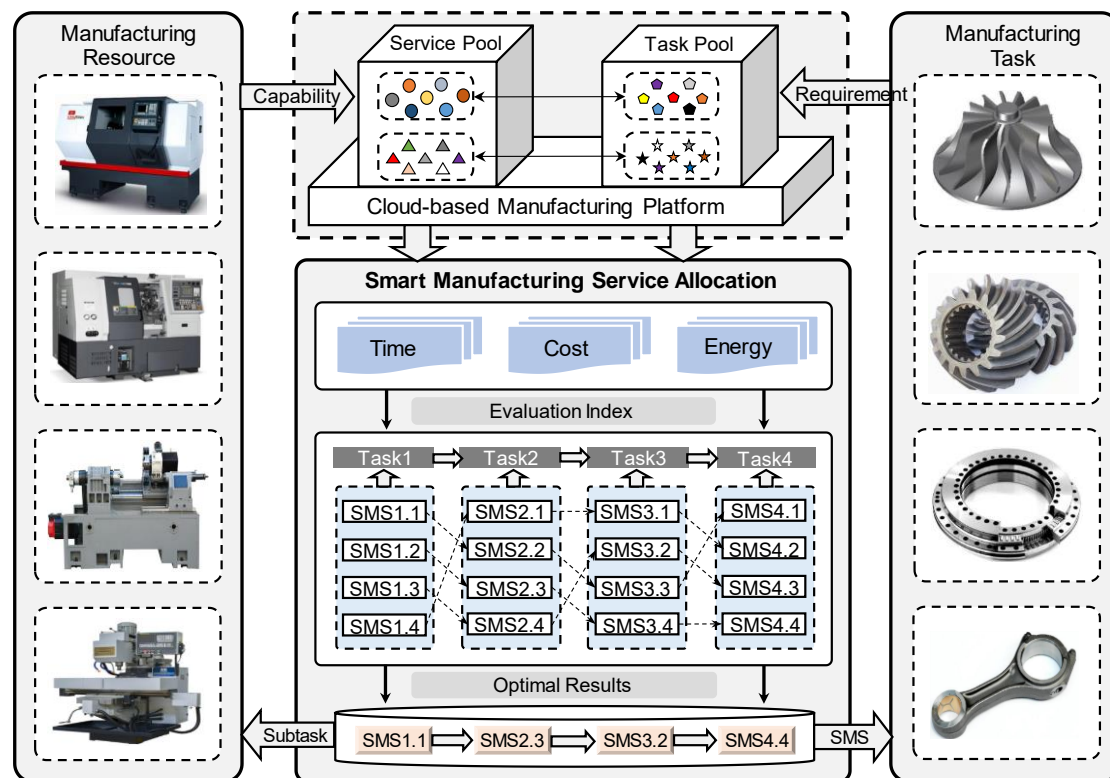 Manufacturing
Resource
Service Pool
Task Pool
Manufacturing
Task
Capability
Requirement
Cloud-based Manufacturing Platform
Smart Manufacturing Service Allocation
Time
Cost
Energy
Evaluation Index
Task1
Task2
Task3
Task4
SMS1.1
SMS2.1
SMS3.1
SMS4.1
SMS1.2
SMS2.2
SMS3.2
SMS4.2
SMS1.3
SMS2.3
SMS3.3
SMS4.3
SMS1.4
SMS2.4
SMS3.4
SMS4.4
Optimal Results
Subtask
SMS1.1
SMS2.3
SMS3.2
SMS4.4
SMS